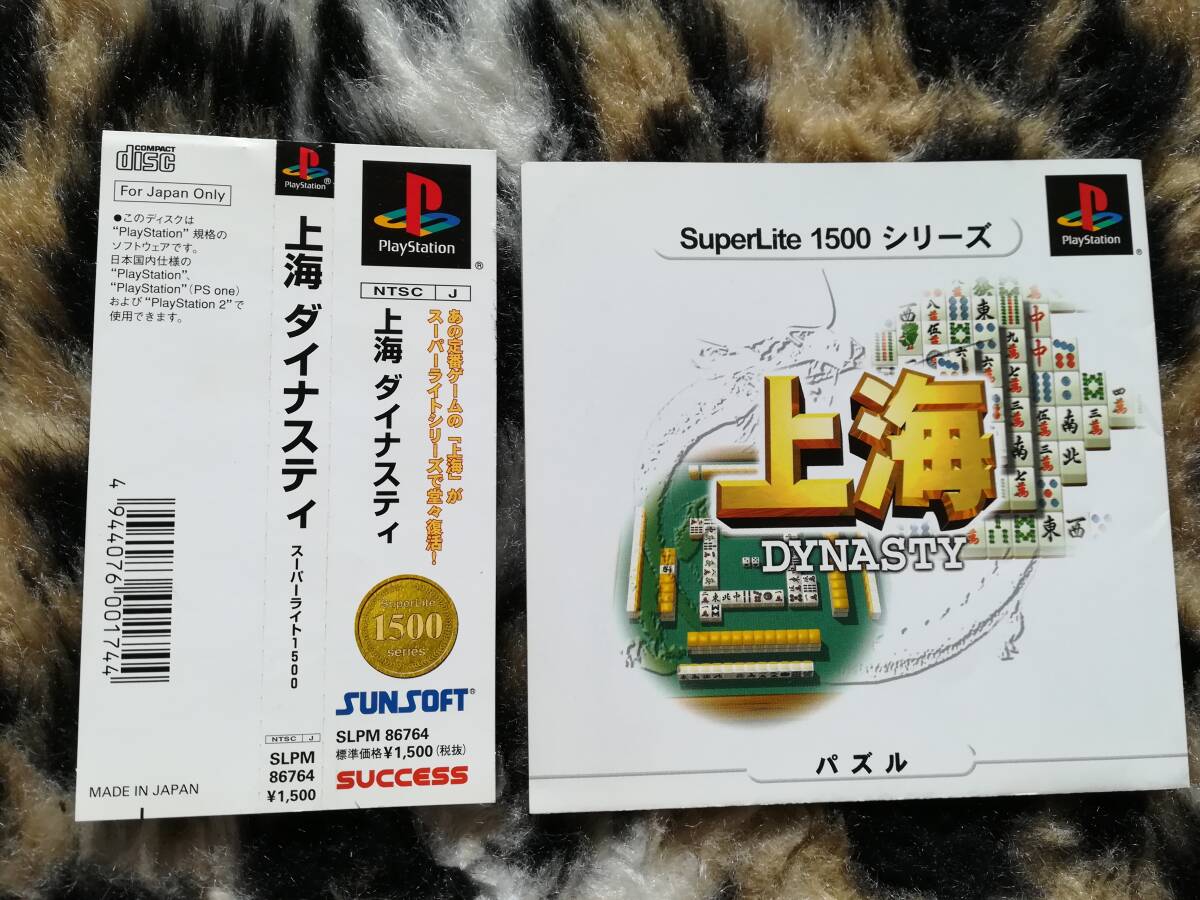 COMPACT
disc
For Japan Only
●このディスクは
“PlayStation” 規格の
ソフトウェアです。
日本国内仕様の
“PlayStation”、
“PlayStation”(PS one)
および“PlayStation 2”で
使用できます。
4 944076 001744
MADE IN JAPAN
PlayStation®
上海 ダイナスティ
スーパーライト1500
NTSC J
SLPM
86764
¥1,500
PlayStation
®
NTSC J
上海 ダイナスティ
あの定番ゲームの「上海」が
スーパーライトシリーズで堂々復活!
SuperLite
1500
series
SUNSOFT®
SLPM 86764
標準価格¥1,500(税抜)
SUCCESS
SuperLite 1500 シリーズ
PlayStation
®
上海
DYNASTY
パズル